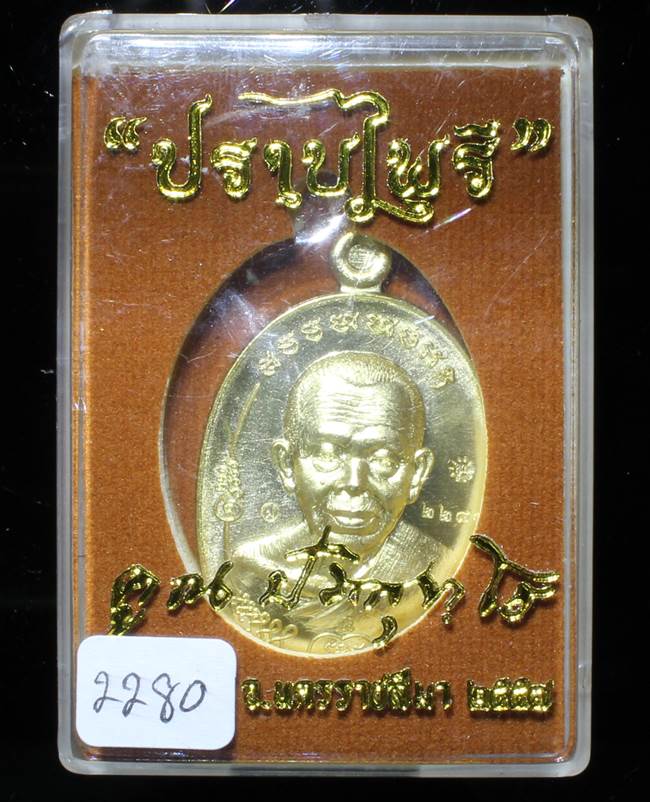 “ปราบไพรี”
๒๒๘
คูณ ปริสุทฺโธ
2280
จ.นครราชสีมา ๒๕๕๗